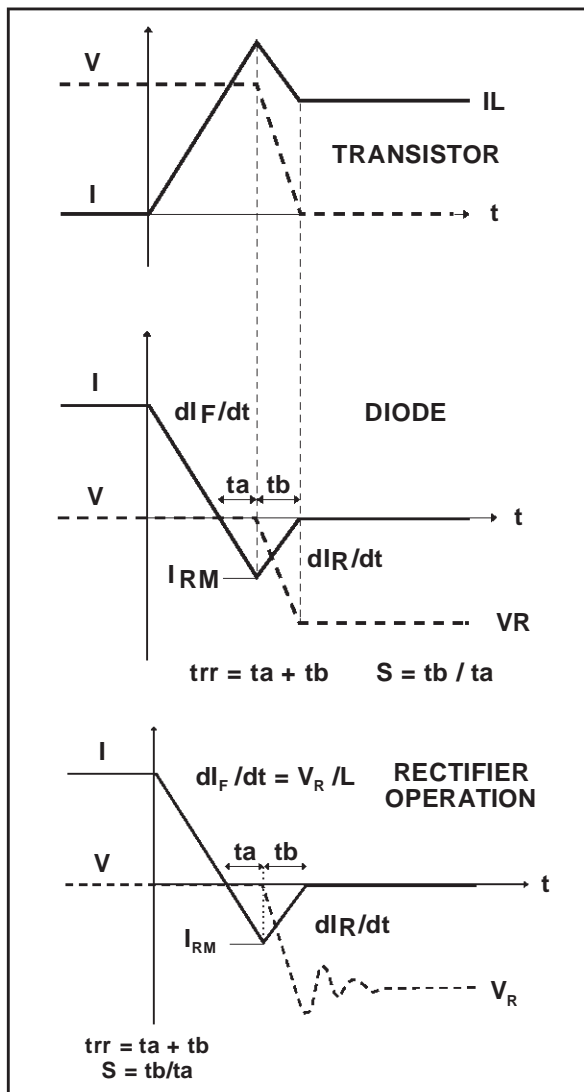 V
IL
TRANSISTOR
I
t
I
dIF/dt
DIODE
ta tb
V
t
IRM
dIR/dt
VR
trr = ta + tb S = tb / ta
I
dIF/dt = VR/L
RECTIFIER
OPERATION
ta tb
V
t
IRM
dIR/dt
VR
trr = ta + tb
S = tb/ta